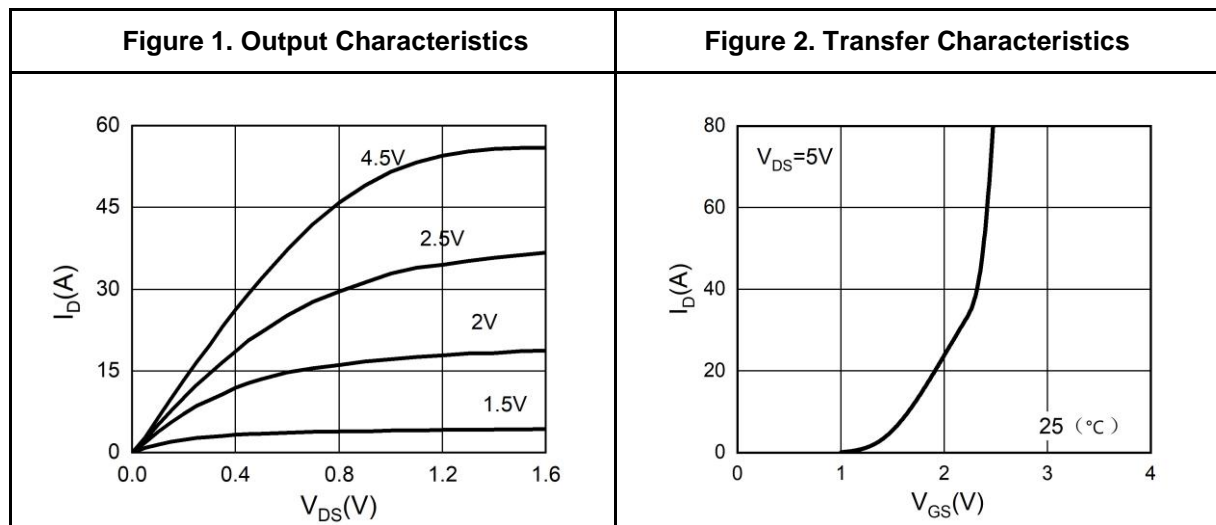 Figure 1. Output Characteristics
60
45
30
15
0
I_D(A)
4.5V
2.5V
2V
1.5V
0.0 0.4 0.8 1.2 1.6
V_DS(V)
Figure 2. Transfer Characteristics
80
60
40
20
0
I_D(A)
V_DS=5V
25（℃）
0 1 2 3 4
V_GS(V)